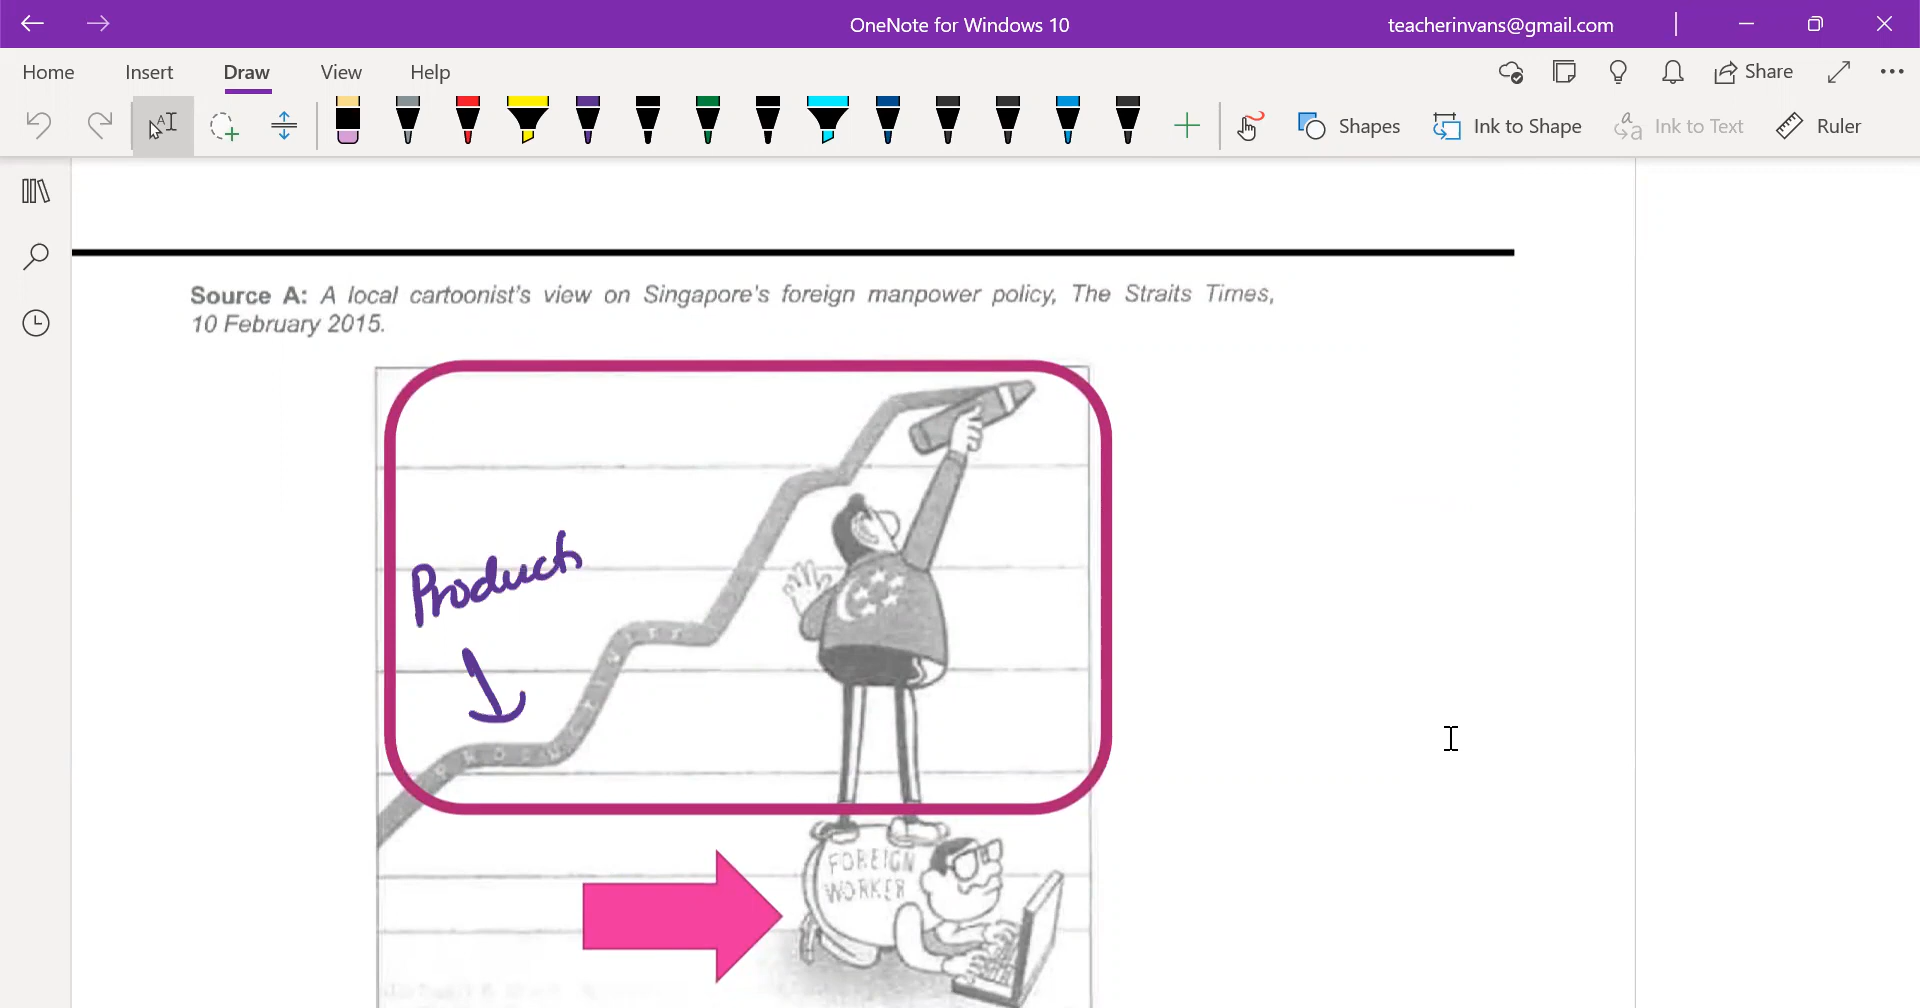 OneNote for Windows 10
teacherinvans@gmail.com
Home
Insert
Draw
View
Help
Share
Shapes
Ink to Shape
Ink to Text
Ruler
Source A: A local cartoonist's view on Singapore's foreign manpower policy, The Straits Times,
10 February 2015.
Product
PRODUCTIVITY
FOREIGN
WORKER